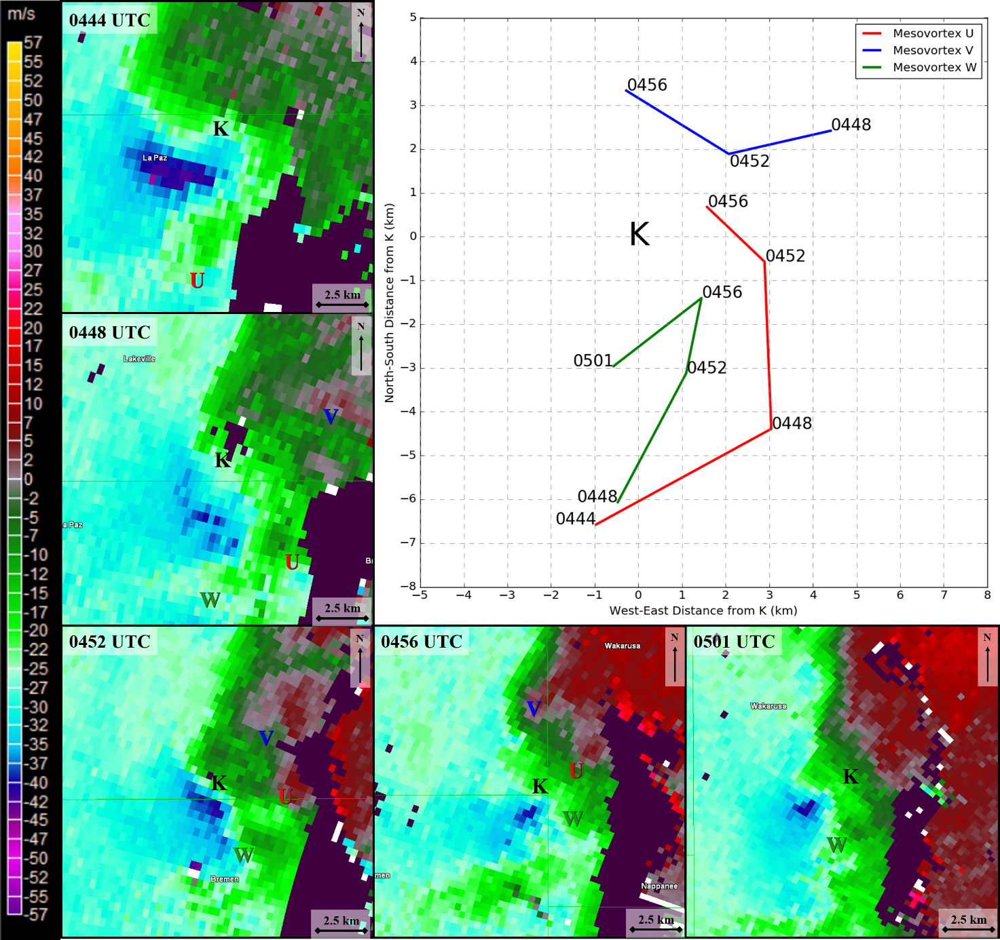 m/s
57
55
52
50
47
45
42
40
37
35
32
30
27
25
22
20
17
15
12
10
7
5
2
0
-2
-5
-7
-10
-12
-15
-17
-20
-22
-25
-27
-30
-32
-35
-37
-40
-42
-45
-47
-50
-52
-55
-57
0444 UTC
N
K
La Paz
U
2.5 km
0448 UTC
N
Lakeville
V
K
a Paz
U
Br
W
2.5 km
5
4
3
2
1
0
−1
−2
−3
−4
−5
−6
−7
−8
−5
−4
−3
−2
−1
0
1
2
3
4
5
6
7
8
North-South Distance from K (km)
West-East Distance from K (km)
Mesovortex U
Mesovortex V
Mesovortex W
0456
0448
0452
0456
K
0452
0456
0501
0452
0448
0448
0444
0452 UTC
N
V
K
U
W
Bremen
2.5 km
0456 UTC
N
Wakarusa
V
U
K
W
men
Nappanee
2.5 km
0501 UTC
N
Wakarusa
K
W
2.5 km